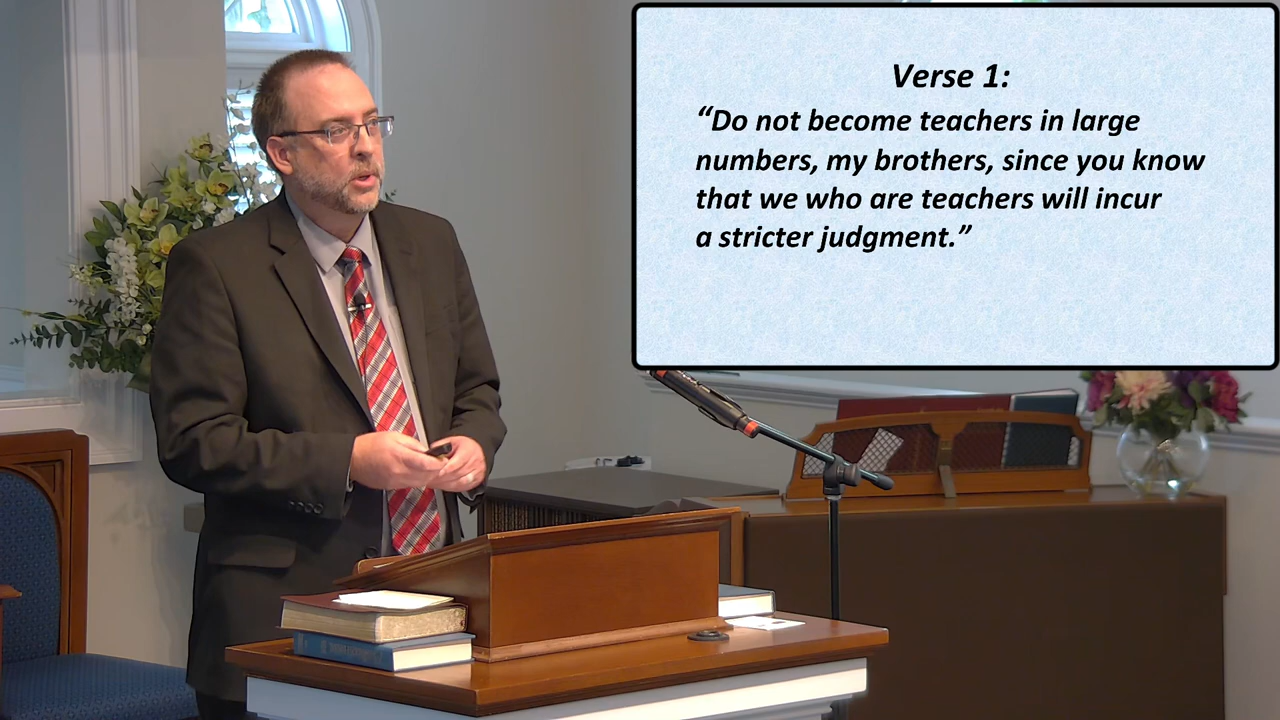 Verse 1:
“Do not become teachers in large
numbers, my brothers, since you know
that we who are teachers will incur
a stricter judgment.”